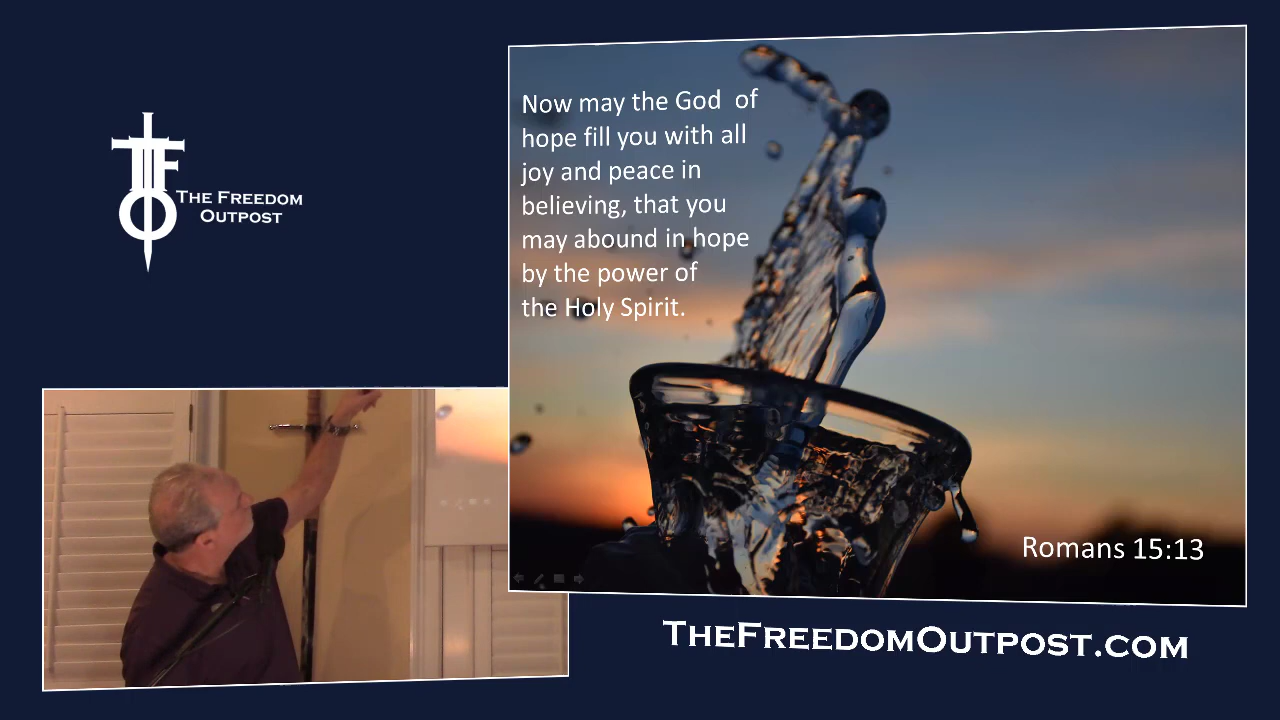 TF
THE FREEDOM
OUTPOST
Now may the God  of
hope fill you with all
joy and peace in
believing, that you
may abound in hope
by the power of
the Holy Spirit.
Romans 15:13
THEFREEDOMOUTPOST.COM